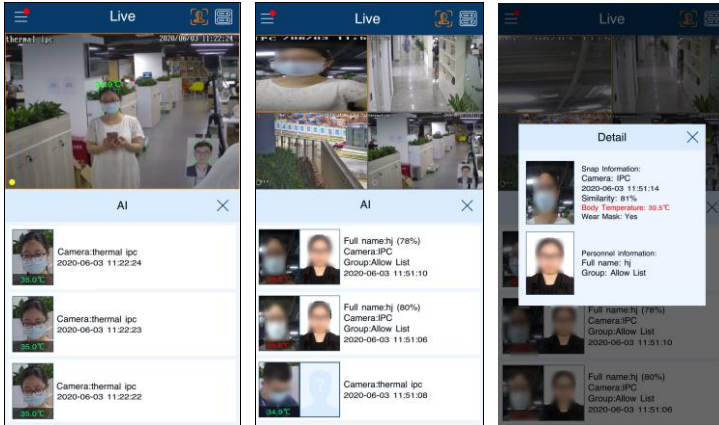 Live
thermal ipc
2020/06/03 11:22:24
AI
35.0℃
Camera:thermal ipc
2020-06-03 11:22:24
35.0℃
Camera:thermal ipc
2020-06-03 11:22:23
35.0℃
Camera:thermal ipc
2020-06-03 11:22:22
Live
AI
Full name:hj (78%)
Camera:IPC
Group:Allow List
2020-06-03 11:51:10
Full name:hj (80%)
Camera:IPC
Group:Allow List
2020-06-03 11:51:06
34.9℃
Camera:thermal ipc
2020-06-03 11:51:08
Live
Detail
Snap Information:
Camera: IPC
2020-06-03 11:51:14
Similarity: 81%
Body Temperature: 39.5℃
Wear Mask: Yes
Personnel information:
Full name: hj
Group: Allow List
Full name:hj (78%)
Camera:IPC
Group:Allow List
2020-06-03 11:51:10
Full name:hj (80%)
Camera:IPC
Group:Allow List
2020-06-03 11:51:06